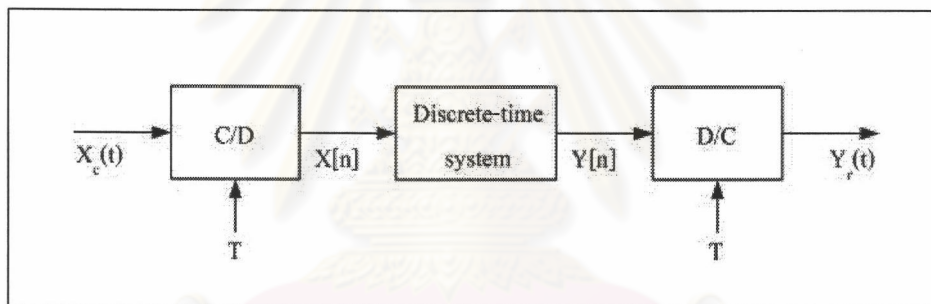 C/D
Discrete-time
system
D/C
X_c(t)
X[n]
Y[n]
Y_r(t)
T
T